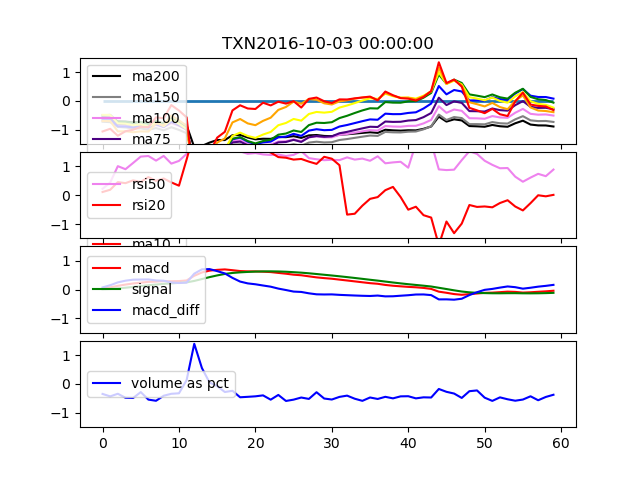 TXN2016-10-03 00:00:00
1
0
−1
ma200
ma150
ma100
ma75
1
0
−1
rsi50
rsi20
ma10
1
0
−1
macd
signal
macd_diff
1
0
−1
volume as pct
0 10 20 30 40 50 60